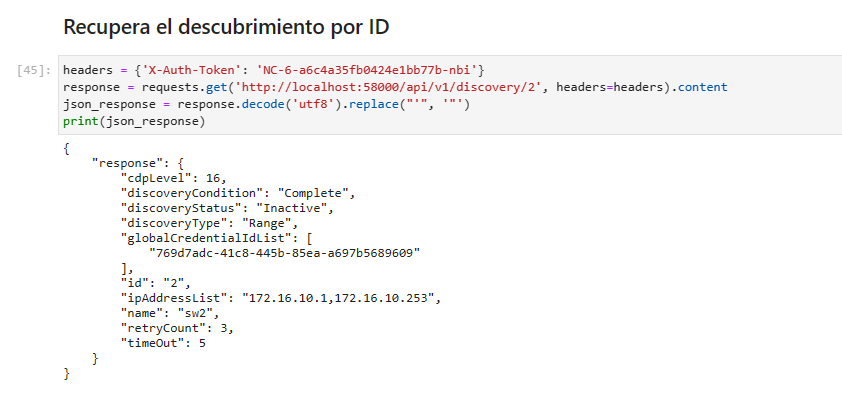 Recupera el descubrimiento por ID
[45]: headers = {'X-Auth-Token': 'NC-6-a6c4a35fb0424e1bb77b-nbi'}
response = requests.get('http://localhost:58000/api/v1/discovery/2', headers=headers).content
json_response = response.decode('utf8').replace("'", '"')
print(json_response)
{
    "response": {
        "cdpLevel": 16,
        "discoveryCondition": "Complete",
        "discoveryStatus": "Inactive",
        "discoveryType": "Range",
        "globalCredentialIdList": [
            "769d7adc-41c8-445b-85ea-a697b5689609"
        ],
        "id": "2",
        "ipAddressList": "172.16.10.1,172.16.10.253",
        "name": "sw2",
        "retryCount": 3,
        "timeOut": 5
    }
}